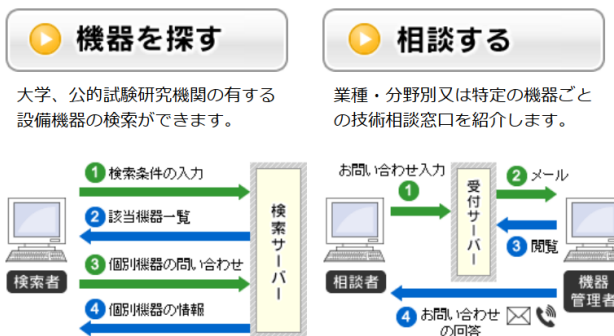 機器を探す
大学、公的試験研究機関の有する
設備機器の検索ができます。
検索者
1 検索条件の入力
2 該当機器一覧
3 個別機器の問い合わせ
4 個別機器の情報
検索サーバー
相談する
業種・分野別又は特定の機器ごと
の技術相談窓口を紹介します。
相談者
お問い合わせ入力
1
受付サーバー
2 メール
3 閲覧
機器
管理者
4 お問い合わせ
の回答